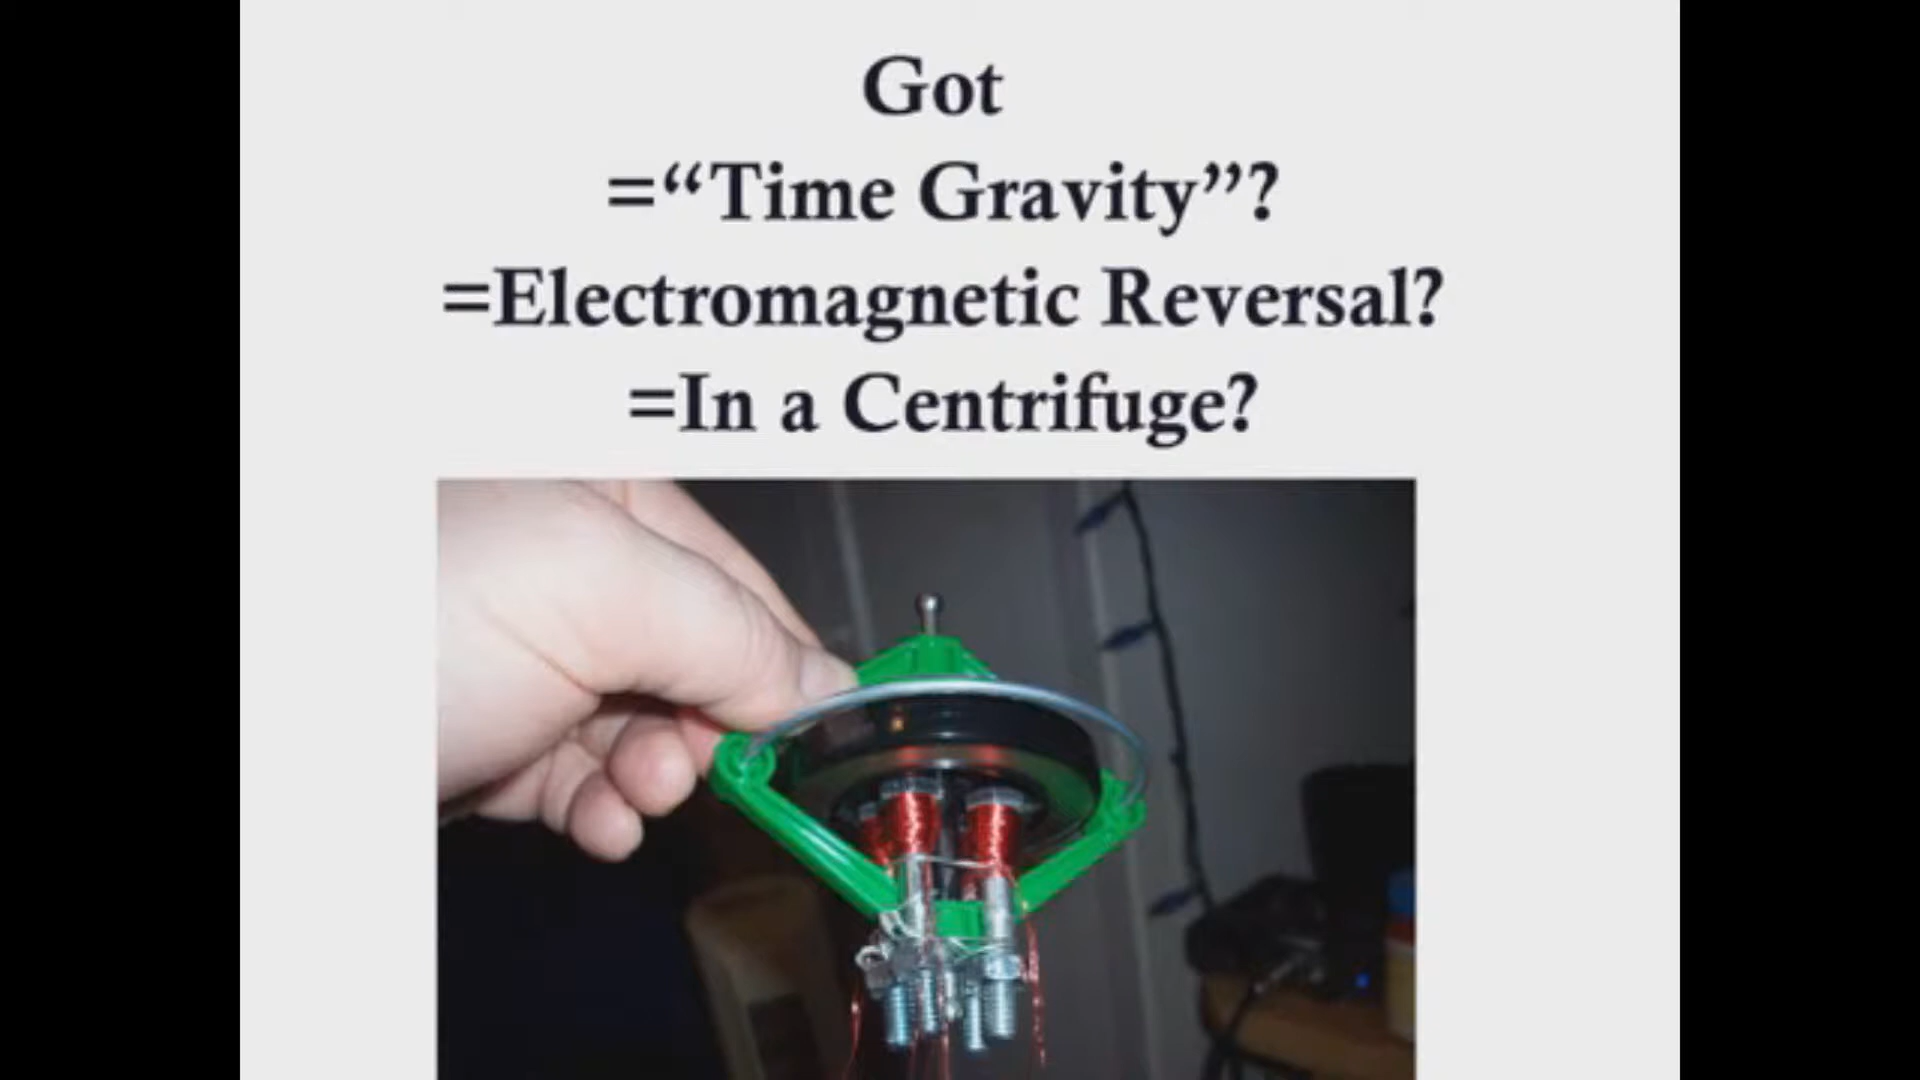 Got
=“Time Gravity”?
=Electromagnetic Reversal?
=In a Centrifuge?